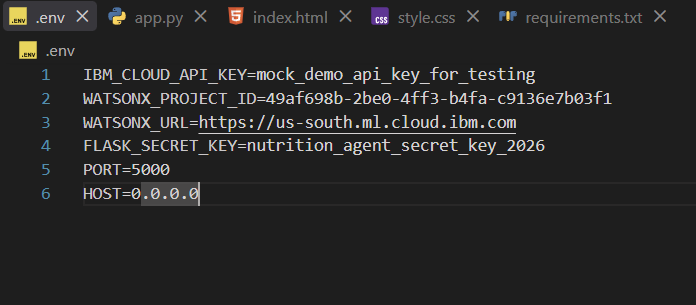 .env app.py index.html style.css requirements.txt
.ENV .env
1 IBM_CLOUD_API_KEY=mock_demo_api_key_for_testing
2 WATSONX_PROJECT_ID=49af698b-2be0-4ff3-b4fa-c9136e7b03f1
3 WATSONX_URL=https://us-south.ml.cloud.ibm.com
4 FLASK_SECRET_KEY=nutrition_agent_secret_key_2026
5 PORT=5000
6 HOST=0.0.0.0